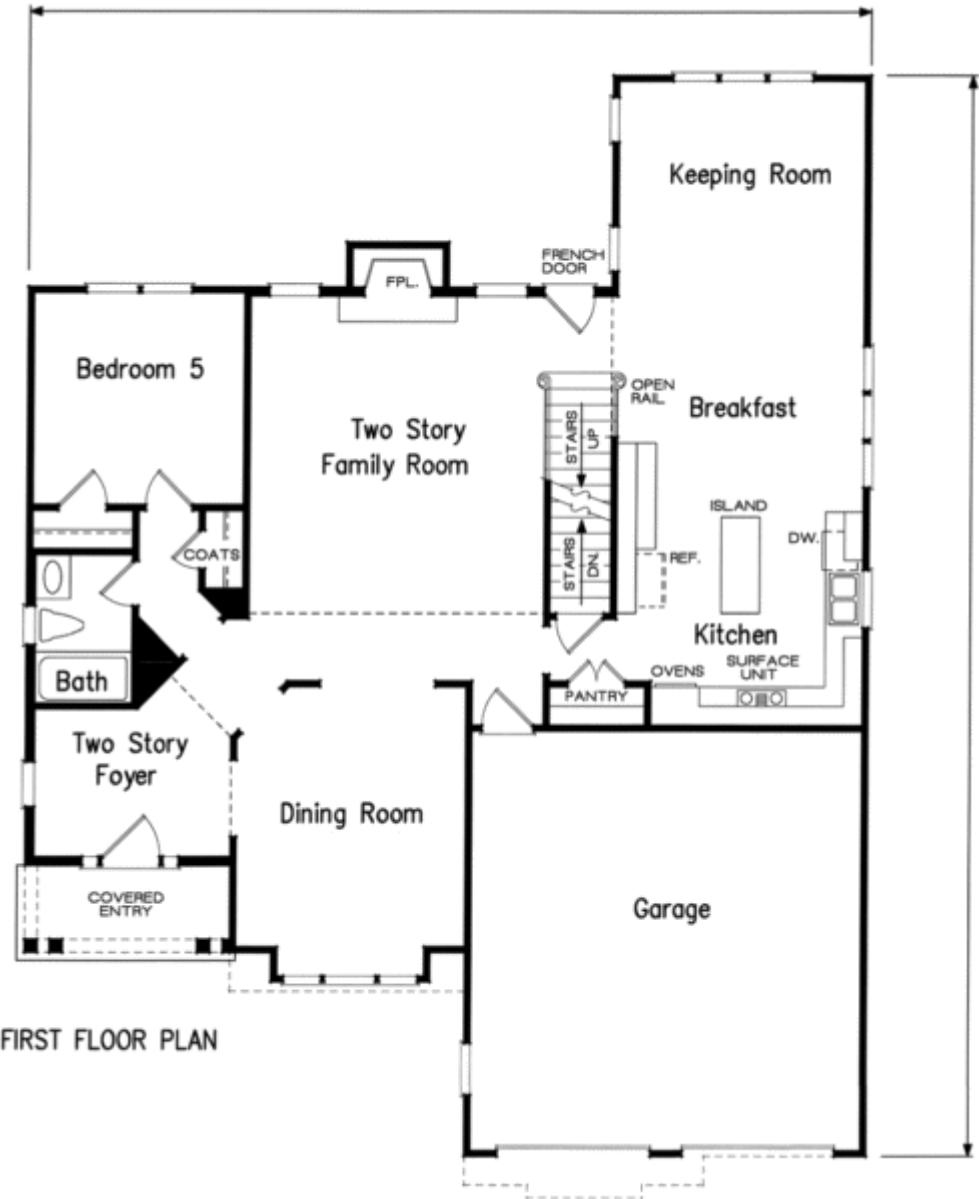 Keeping Room
FRENCH
DOOR
FPL.
Bedroom 5
OPEN
RAIL
Breakfast
Two Story
Family Room
STAIRS
UP
ISLAND
DW.
COATS
REF.
STAIRS
DN.
Kitchen
SURFACE
UNIT
OVENS
Bath
PANTRY
Two Story
Foyer
Dining Room
COVERED
ENTRY
Garage
FIRST FLOOR PLAN